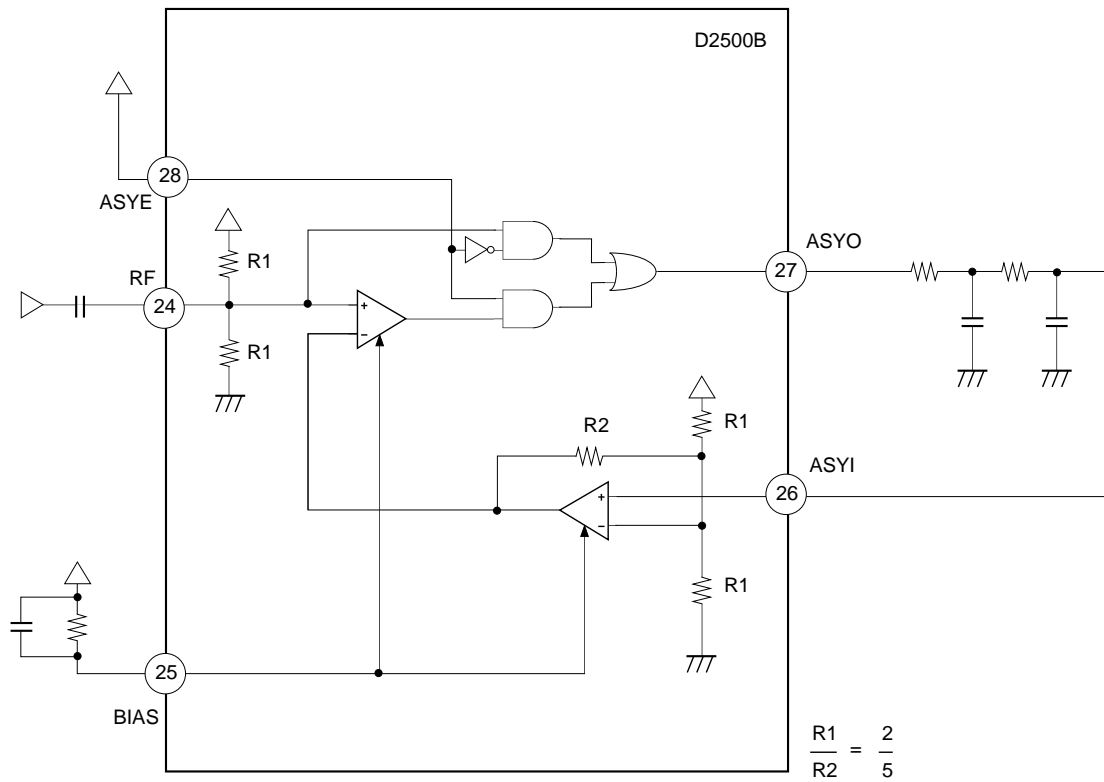 D2500B
28
ASYE
R1
ASYO
27
RF
24
+
R1
−
R1
R2
ASYI
+
26
−
R1
25
BIAS
R1
R2
=
2
5